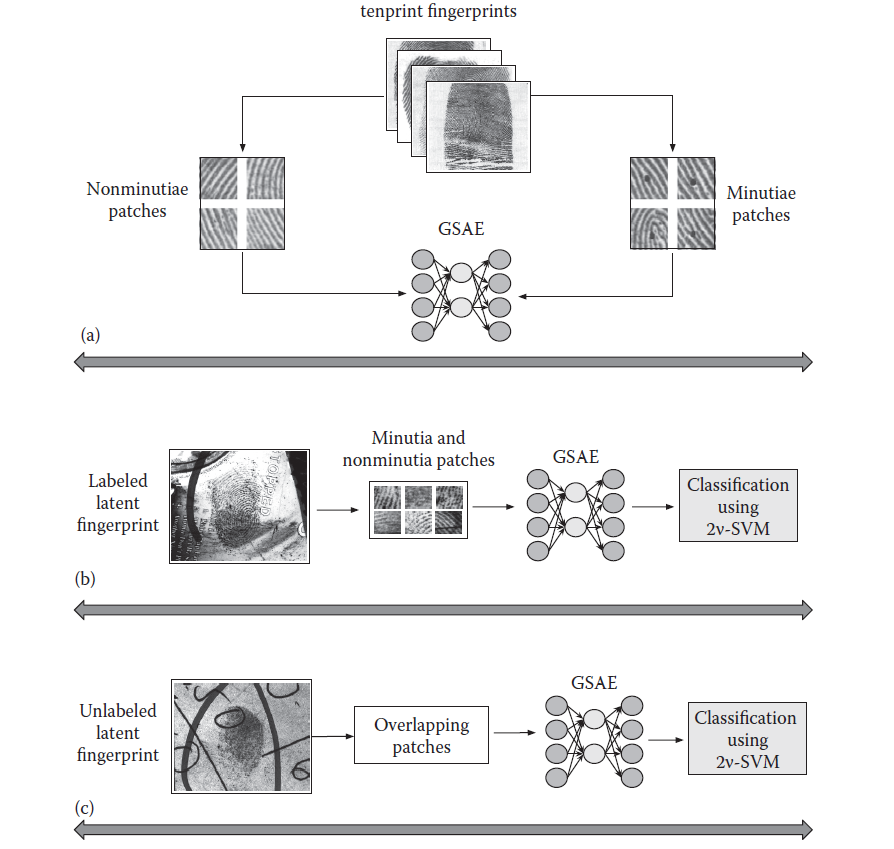 tenprint fingerprints
Nonminutiae
patches
Minutiae
patches
GSAE
(a)
Labeled
latent
fingerprint
Minutia and
nonminutia patches
GSAE
Classification
using
2ν-SVM
(b)
Unlabeled
latent
fingerprint
Overlapping
patches
GSAE
Classification
using
2ν-SVM
(c)